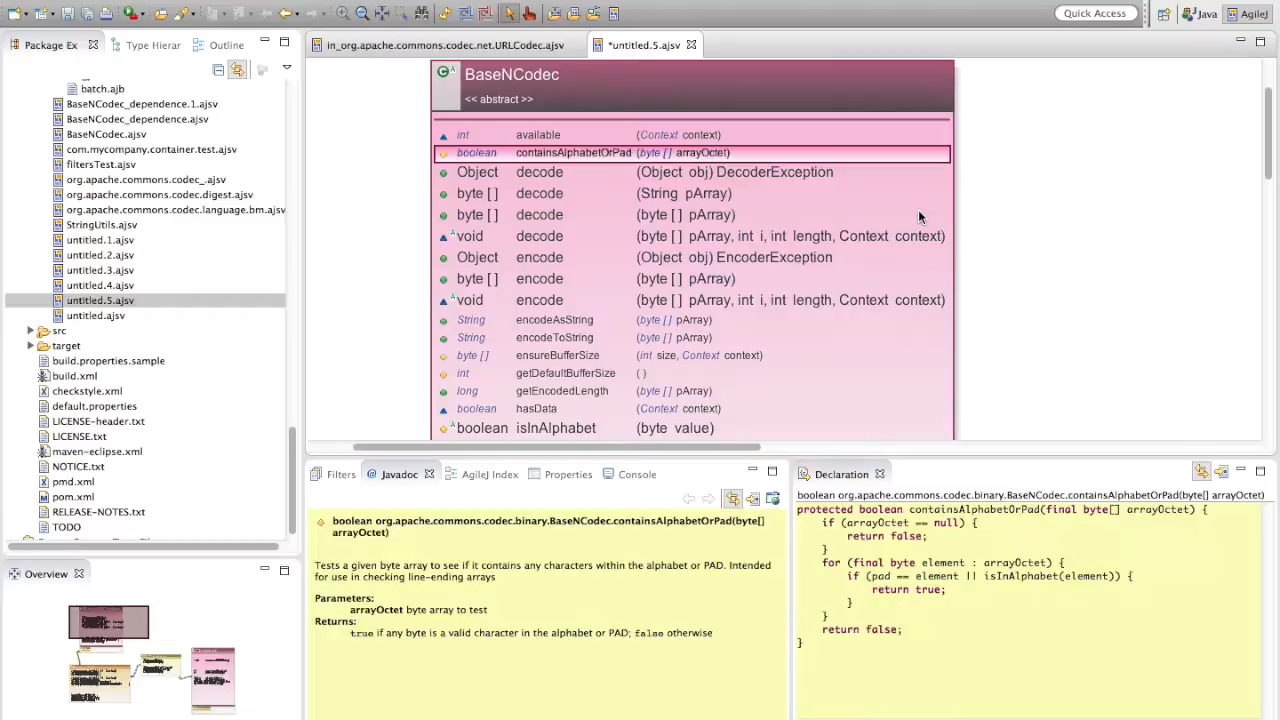 Quick Access
Java
AgileJ
Package Ex
Type Hierar
Outline
batch.ajb
BaseNCodec_dependence.1.ajsv
BaseNCodec_dependence.ajsv
BaseNCodec.ajsv
com.mycompany.container.test.ajsv
filtersTest.ajsv
org.apache.commons.codec_.ajsv
org.apache.commons.codec.digest.ajsv
org.apache.commons.codec.language.bm.ajsv
StringUtils.ajsv
untitled.1.ajsv
untitled.2.ajsv
untitled.3.ajsv
untitled.4.ajsv
untitled.5.ajsv
untitled.ajsv
src
target
build.properties.sample
build.xml
checkstyle.xml
default.properties
LICENSE-header.txt
LICENSE.txt
maven-eclipse.xml
NOTICE.txt
pmd.xml
pom.xml
RELEASE-NOTES.txt
TODO
Overview
in_org.apache.commons.codec.net.URLCodec.ajsv
*untitled.5.ajsv
BaseNCodec
<< abstract >>
int available (Context context)
boolean containsAlphabetOrPad (byte [] arrayOctet)
Object decode (Object obj) DecoderException
byte [] decode (String pArray)
byte [] decode (byte [] pArray)
void decode (byte [] pArray, int i, int length, Context context)
Object encode (Object obj) EncoderException
byte [] encode (byte [] pArray)
void encode (byte [] pArray, int i, int length, Context context)
String encodeAsString (byte [] pArray)
String encodeToString (byte [] pArray)
byte [] ensureBufferSize (int size, Context context)
int getDefaultBufferSize ( )
long getEncodedLength (byte [] pArray)
boolean hasData (Context context)
boolean isInAlphabet (byte value)
Filters
Javadoc
AgileJ Index
Properties
Console
boolean org.apache.commons.codec.binary.BaseNCodec.containsAlphabetOrPad(byte[]
arrayOctet)
Tests a given byte array to see if it contains any characters within the alphabet or PAD. Intended
for use in checking line-ending arrays
Parameters:
arrayOctet byte array to test
Returns:
true if any byte is a valid character in the alphabet or PAD; false otherwise
Declaration
boolean org.apache.commons.codec.binary.BaseNCodec.containsAlphabetOrPad(byte[] arrayOctet)
protected boolean containsAlphabetOrPad(final byte[] arrayOctet) {
if (arrayOctet == null) {
return false;
}
for (final byte element : arrayOctet) {
if (pad == element || isInAlphabet(element)) {
return true;
}
}
return false;
}